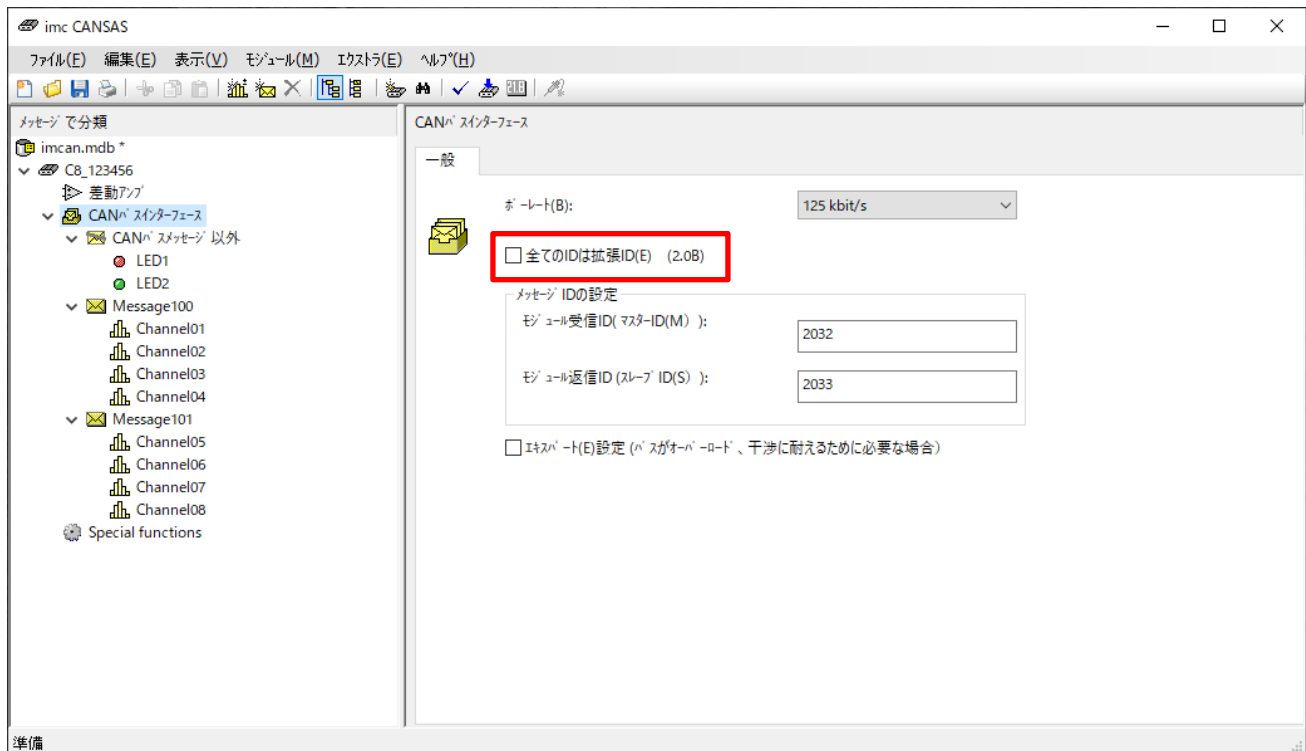 imc CANSAS
ファイル(F) 編集(E) 表示(V) モジュール(M) エクストラ(E) ヘルプ(H)
メッセージで分類
imcan.mdb *
C8_123456
差動アンプ
CANバスインターフェース
CANバスメッセージ以外
LED1
LED2
Message100
Channel01
Channel02
Channel03
Channel04
Message101
Channel05
Channel06
Channel07
Channel08
Special functions
CANバスインターフェース
一般
ボーレート(B):
125 kbit/s
全てのIDは拡張ID(E) (2.0B)
メッセージIDの設定
モジュール受信ID(マスターID(M) ):
2032
モジュール返信ID (スレーブID(S) ):
2033
エキスパート(E)設定 (バスがオーバーロード、干渉に耐えるために必要な場合)
準備